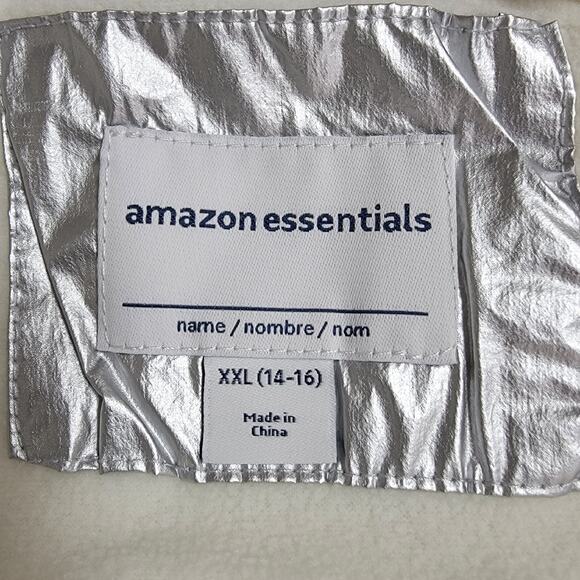 amazon essentials
name / nombre / nom
XXL (14-16)
Made in
China